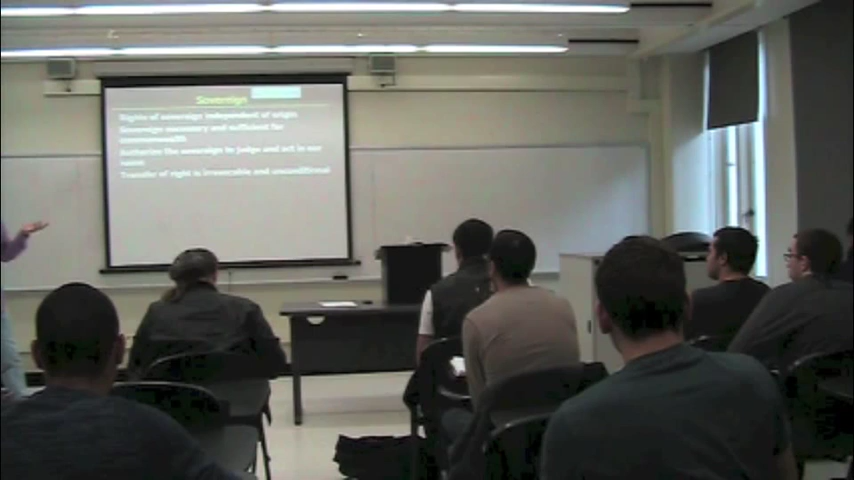 Sovereign
Rights of sovereign independent of origin
Sovereign necessary and sufficient for
commonwealth
Authorize the sovereign to judge and act in our
name
Transfer of right is irrevocable and unconditional